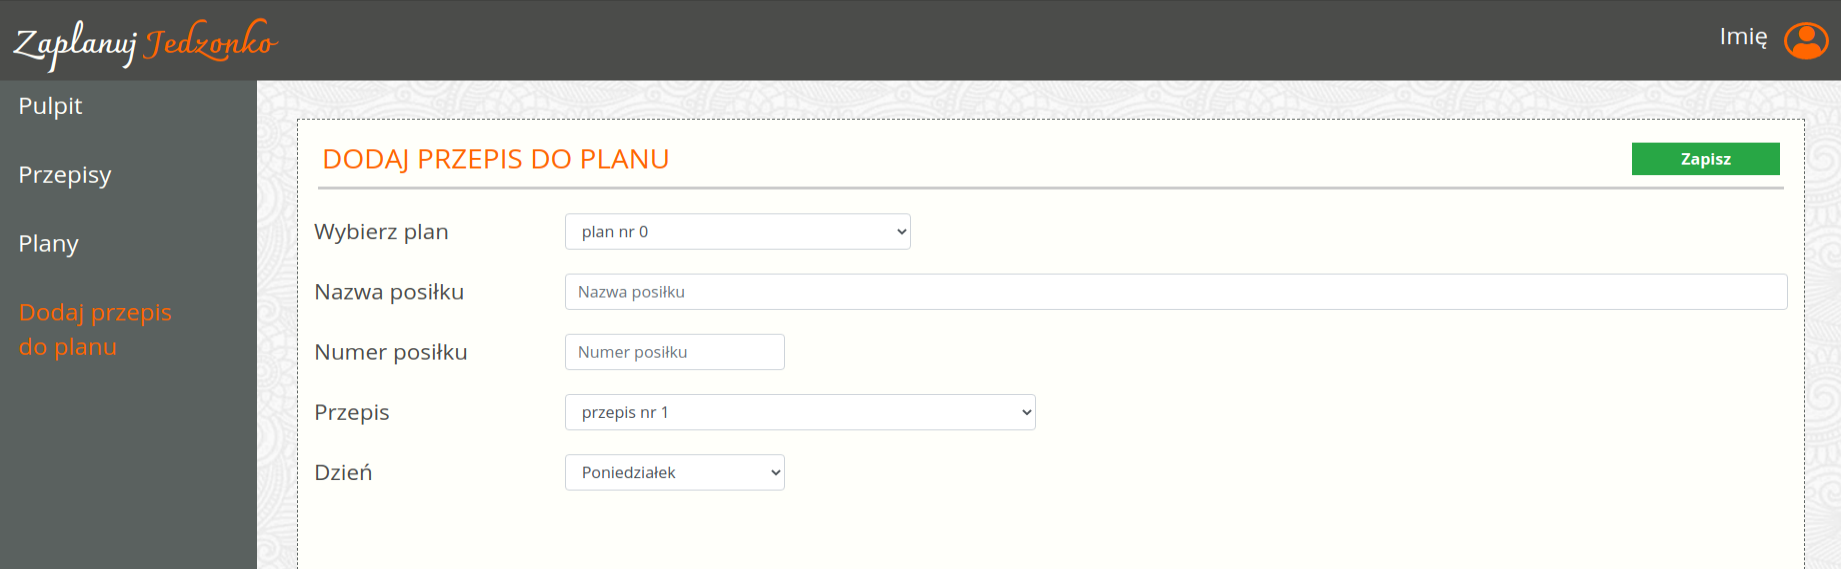 Zaplanuj Jedzonko
Imię
Pulpit
Przepisy
Plany
Dodaj przepis
do planu
DODAJ PRZEPIS DO PLANU
Zapisz
Wybierz plan
plan nr 0
Nazwa posiłku
Nazwa posiłku
Numer posiłku
Numer posiłku
Przepis
przepis nr 1
Dzień
Poniedziałek